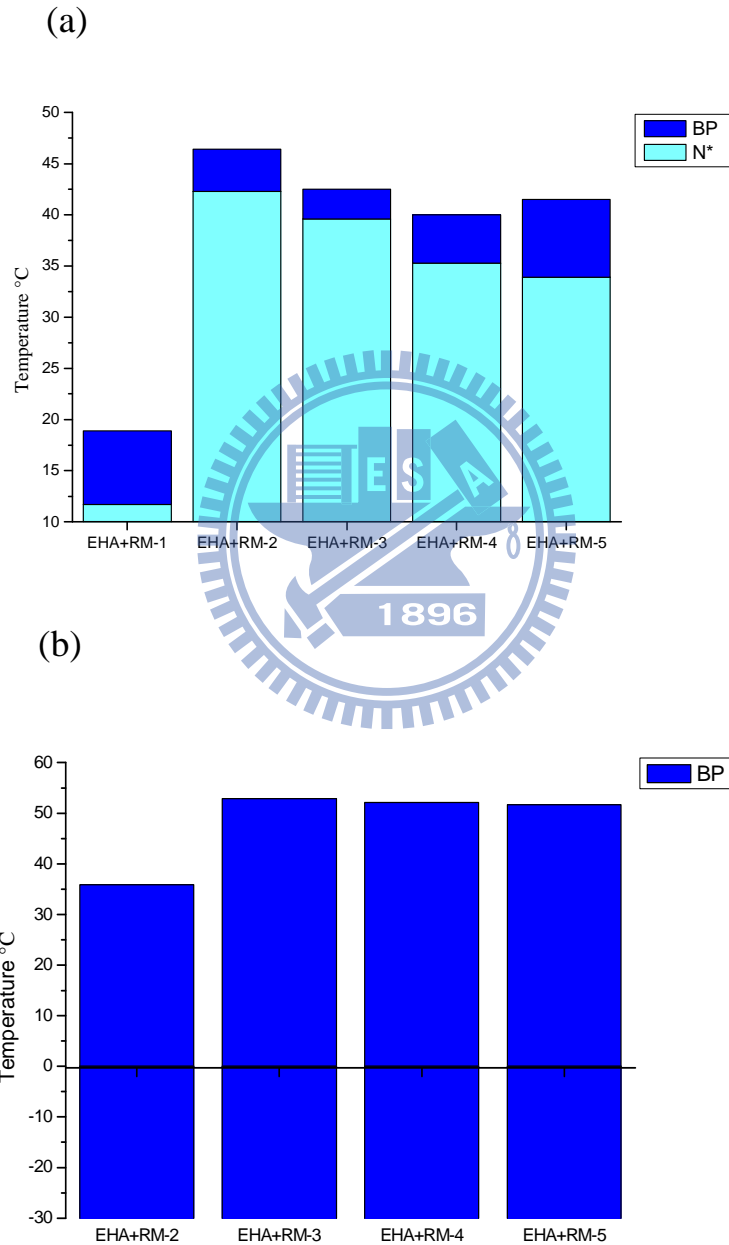 (a)
50
45
40
35
30
25
20
15
10
Temperature °C
BP
N*
EHA+RM-1 EHA+RM-2 EHA+RM-3 EHA+RM-4 EHA+RM-5
E S A
1896
(b)
60
50
40
30
20
10
0
-10
-20
-30
Temperature °C
BP
EHA+RM-2 EHA+RM-3 EHA+RM-4 EHA+RM-5